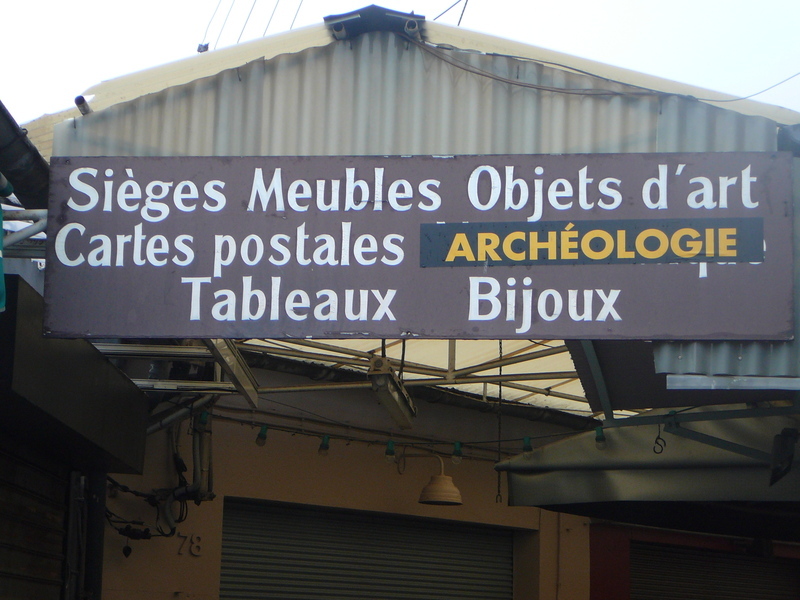 Sièges Meubles Objets d'art
Cartes postales ARCHÉOLOGIE
Tableaux Bijoux
78